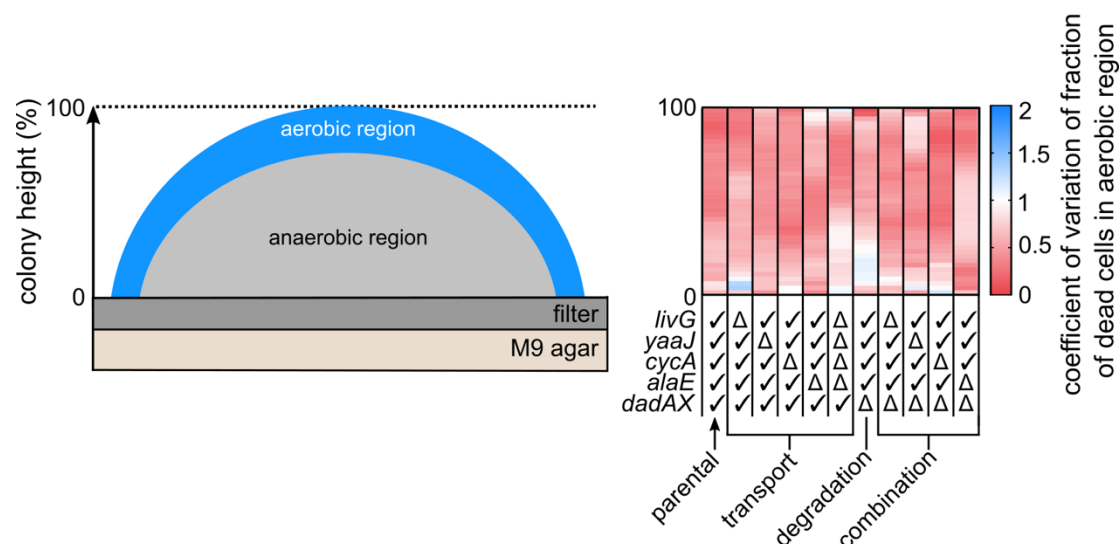 colony height (%)
100
0
aerobic region
anaerobic region
filter
M9 agar
100
0
2
1.5
1
0.5
0
coefficient of variation of fraction
of dead cells in aerobic region
livG ✓ Δ ✓ ✓ ✓ Δ ✓ Δ ✓ ✓ ✓
yaaJ ✓ ✓ Δ ✓ ✓ Δ ✓ ✓ Δ ✓ ✓
cycA ✓ ✓ ✓ Δ ✓ Δ ✓ ✓ ✓ Δ ✓
alaE ✓ ✓ ✓ ✓ Δ Δ ✓ ✓ ✓ ✓ Δ
dadAX ✓ ✓ ✓ ✓ ✓ ✓ Δ Δ Δ Δ Δ
parental
transport
degradation
combination